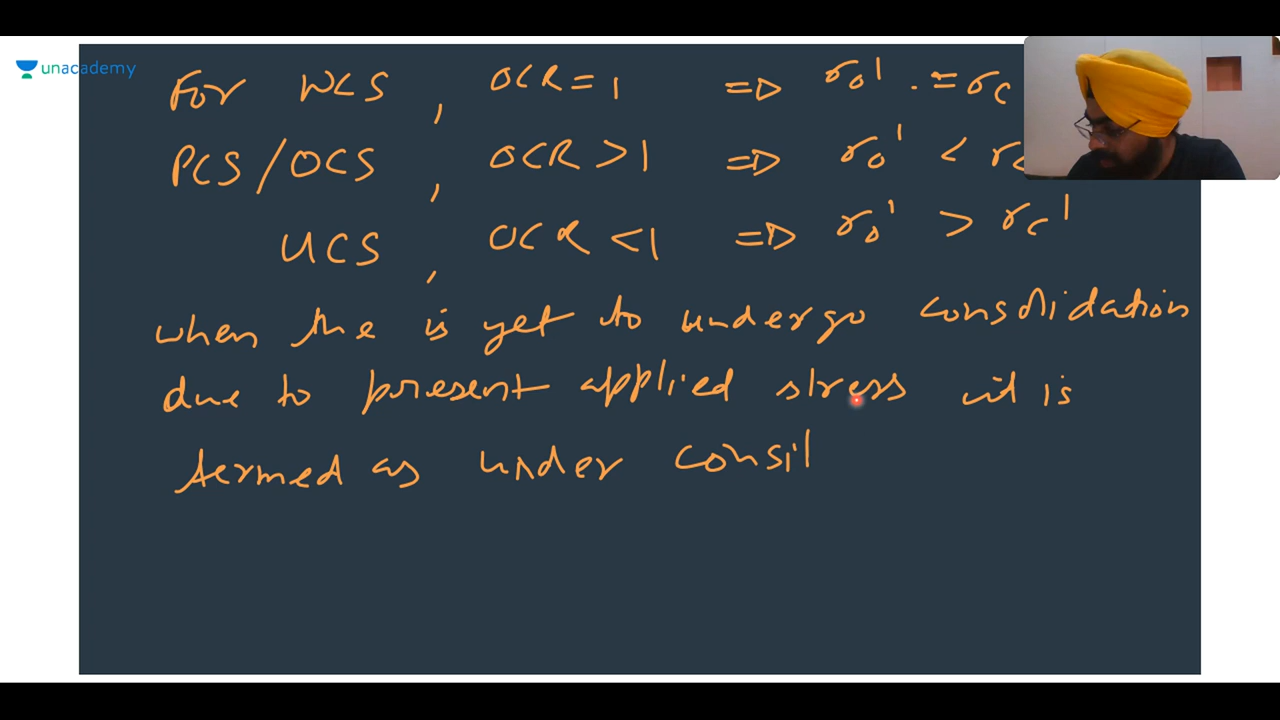 unacademy
For NCS, OCR = 1 ⇒ σ0' = σc
PCS/OCS, OCR > 1 ⇒ σ0' < σc
UCS, OCR < 1 ⇒ σ0' > σc'
when the is yet to undergo consolidation
due to present applied stress it is
termed as under consil